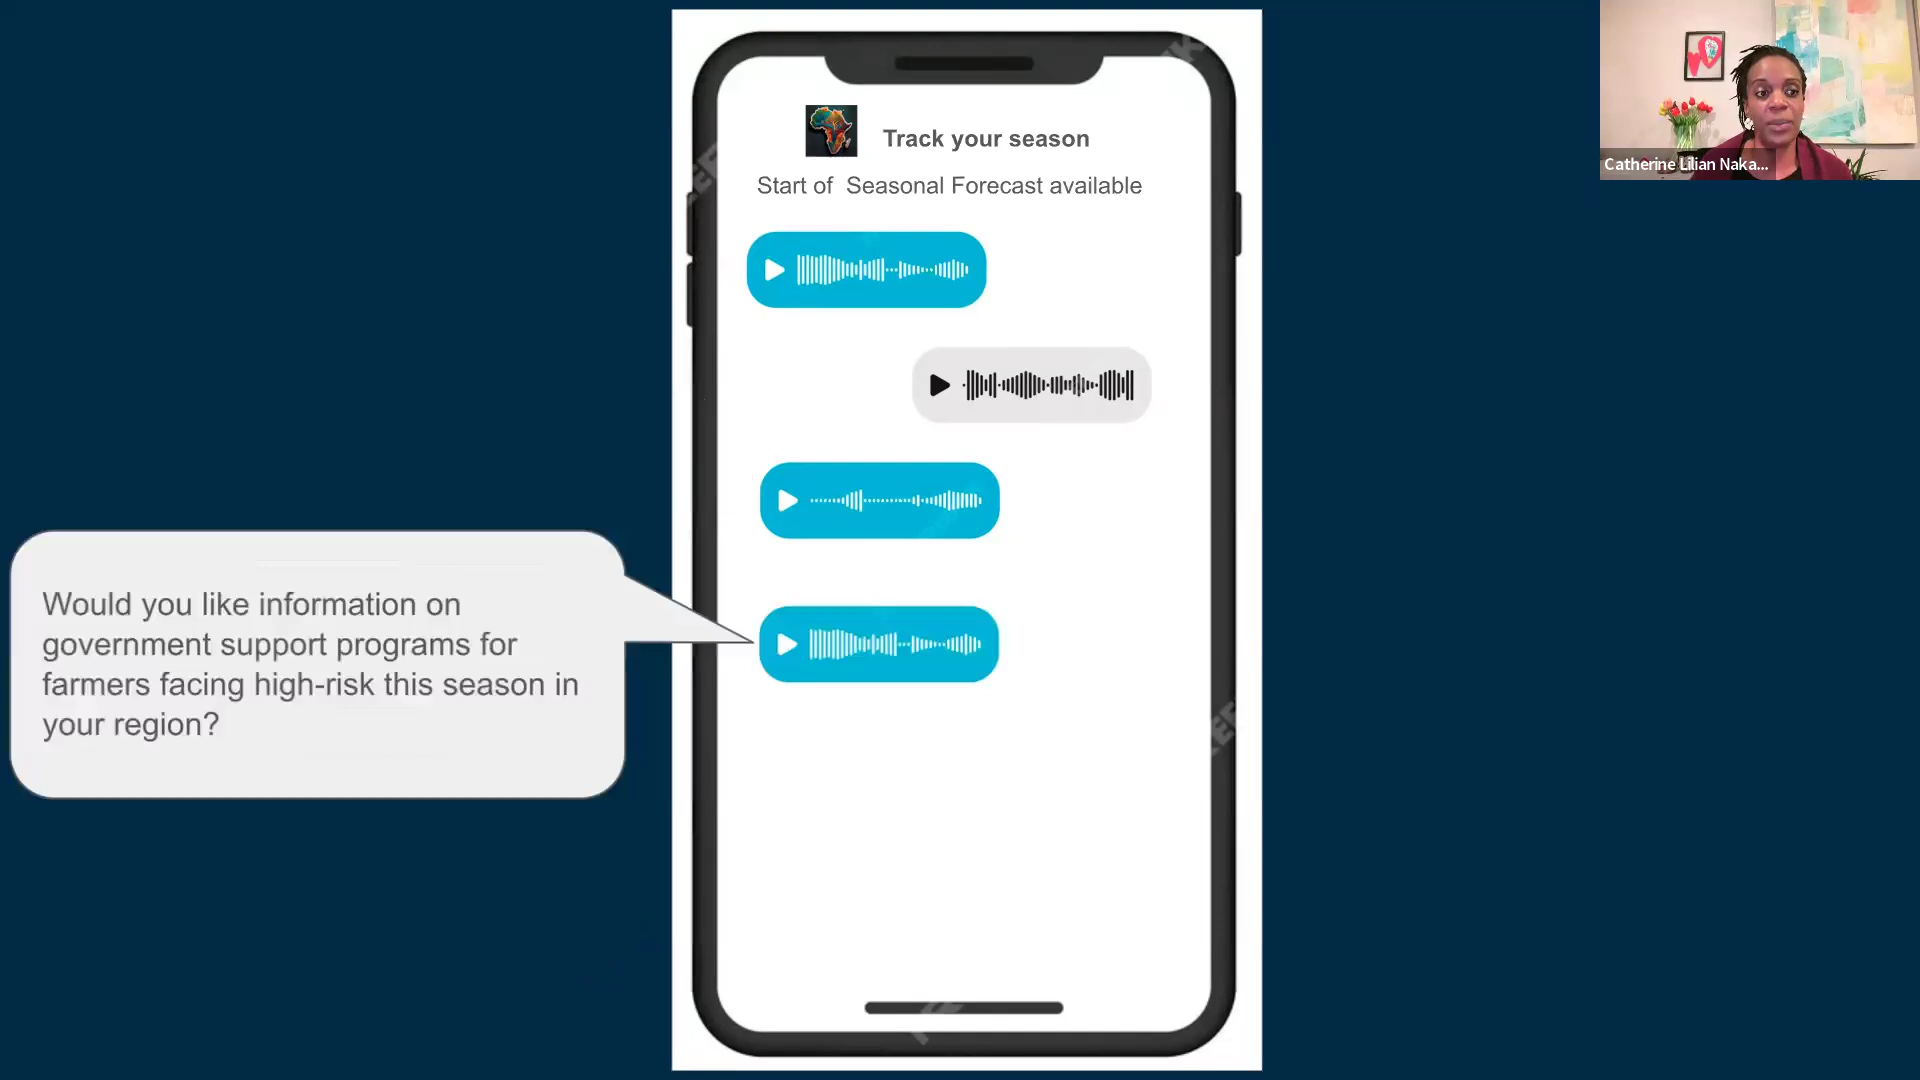 Track your season
Start of  Seasonal Forecast available
Would you like information on
government support programs for
farmers facing high-risk this season in
your region?
Catherine Lilian Naka...